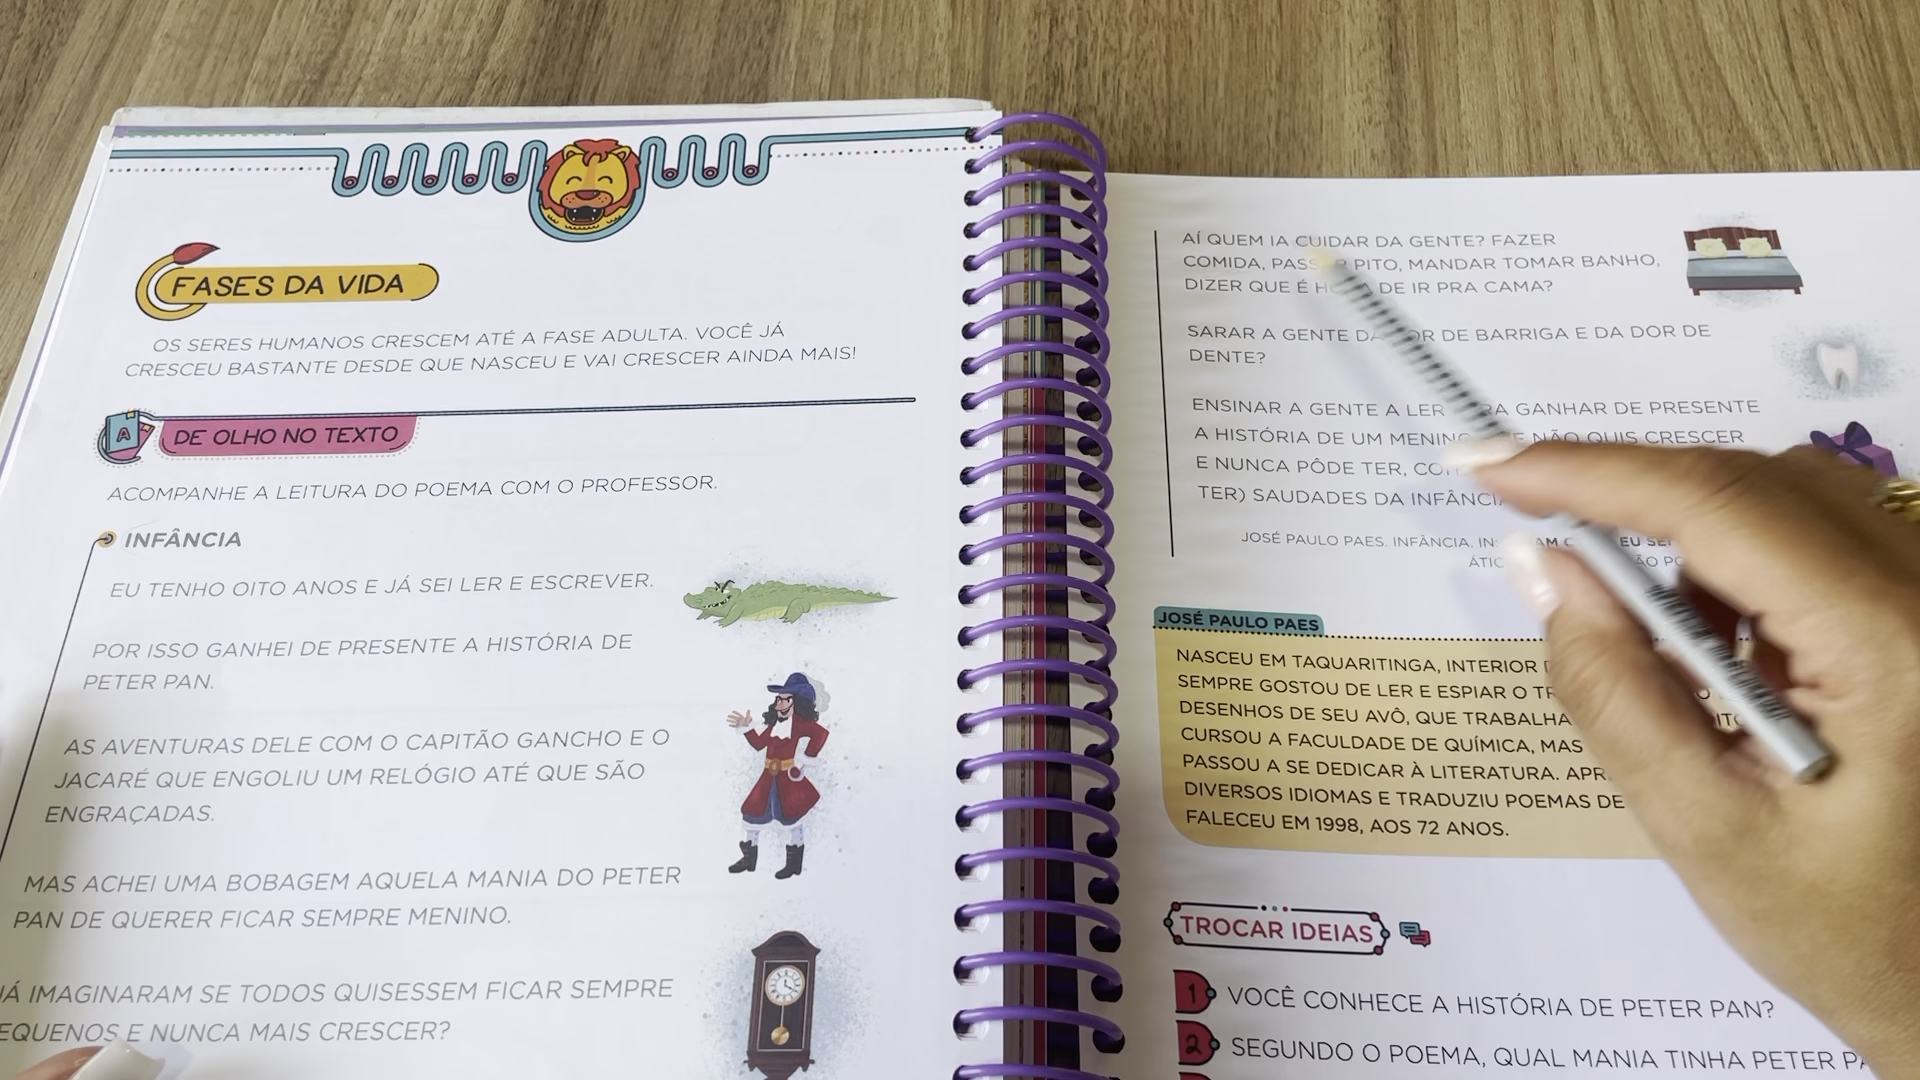 FASES DA VIDA
OS SERES HUMANOS CRESCEM ATÉ A FASE ADULTA. VOCÊ JÁ
CRESCEU BASTANTE DESDE QUE NASCEU E VAI CRESCER AINDA MAIS!
A
DE OLHO NO TEXTO
ACOMPANHE A LEITURA DO POEMA COM O PROFESSOR.
INFÂNCIA
EU TENHO OITO ANOS E JÁ SEI LER E ESCREVER.
POR ISSO GANHEI DE PRESENTE A HISTÓRIA DE
PETER PAN.
AS AVENTURAS DELE COM O CAPITÃO GANCHO E O
JACARÉ QUE ENGOLIU UM RELÓGIO ATÉ QUE SÃO
ENGRAÇADAS.
MAS ACHEI UMA BOBAGEM AQUELA MANIA DO PETER
PAN DE QUERER FICAR SEMPRE MENINO.
JÁ IMAGINARAM SE TODOS QUISESSEM FICAR SEMPRE
EQUENOS E NUNCA MAIS CRESCER?
AÍ QUEM IA CUIDAR DA GENTE? FAZER
COMIDA, PASSAR PITO, MANDAR TOMAR BANHO,
DIZER QUE É DE IR PRA CAMA?
SARAR A GENTE DE BARRIGA E DA DOR DE
DENTE?
ENSINAR A GENTE A LER GANHAR DE PRESENTE
A HISTÓRIA DE UM NÃO QUIS CRESCER
E NUNCA PÔDE TER,
TER) SAUDADES DA
JOSÉ PAULO PAES. INFÂNCIA. EU
JOSÉ PAULO PAES
NASCEU EM TAQUARITINGA, INTERIOR
SEMPRE GOSTOU DE LER E ESPIAR O
DESENHOS DE SEU AVÔ, QUE
CURSOU A FACULDADE DE QUÍMICA, MAS
PASSOU A SE DEDICAR À LITERATURA.
DIVERSOS IDIOMAS E TRADUZIU POEMAS DE
FALECEU EM 1998, AOS 72 ANOS.
TROCAR IDEIAS
1 VOCÊ CONHECE A HISTÓRIA DE PETER PAN?
2 SEGUNDO O POEMA, QUAL MANIA TINHA PETER